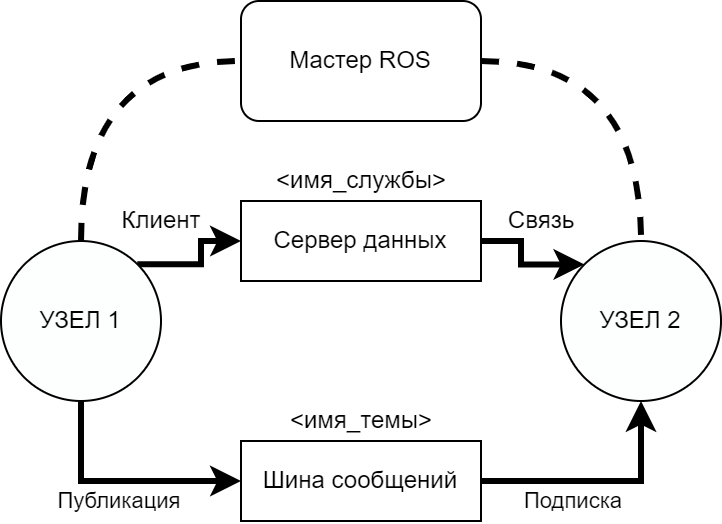 Мастер ROS
<имя_службы>
Клиент
Сервер данных
Связь
УЗЕЛ 1
УЗЕЛ 2
<имя_темы>
Шина сообщений
Публикация
Подписка